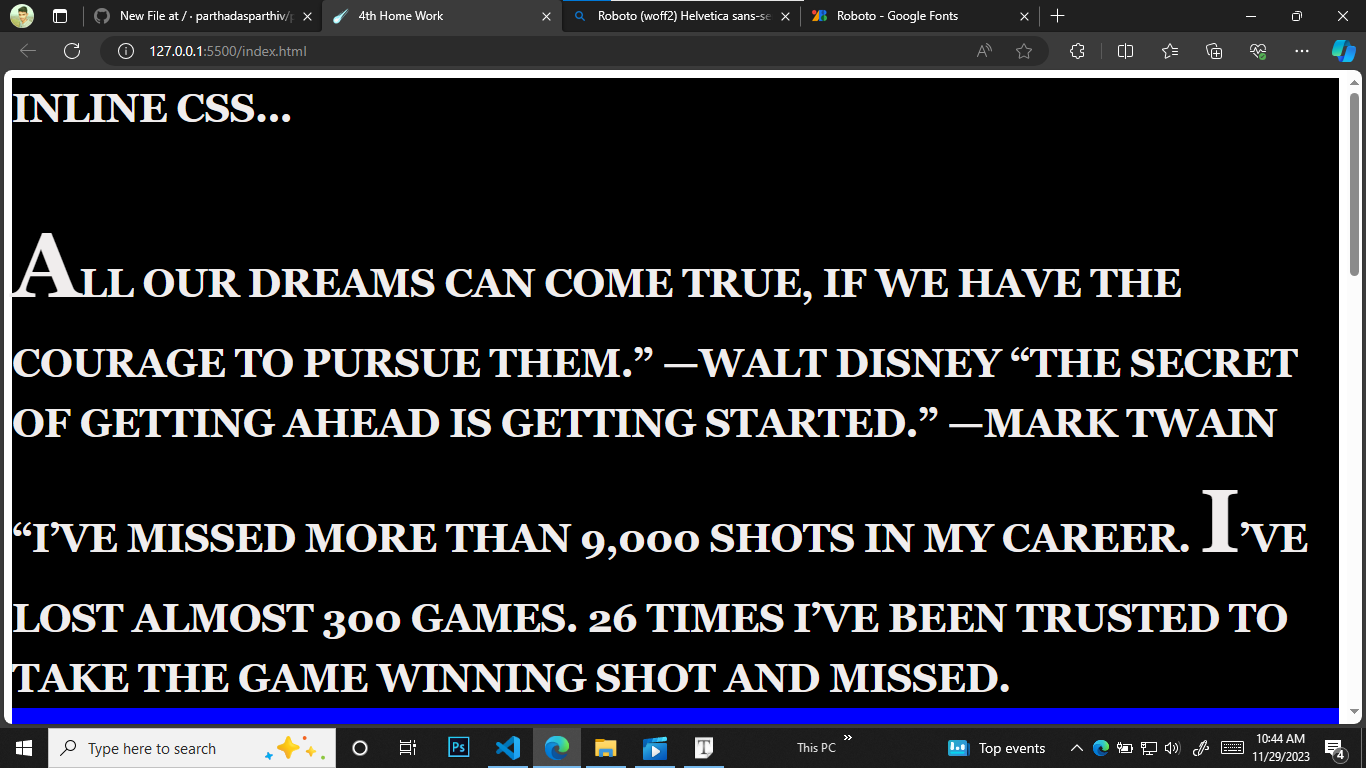 New File at / · parthadasparthiv/p
4th Home Work
Roboto (woff2) Helvetica sans-se
Roboto - Google Fonts
127.0.0.1:5500/index.html
INLINE CSS...
ALL OUR DREAMS CAN COME TRUE, IF WE HAVE THE
COURAGE TO PURSUE THEM.” —WALT DISNEY “THE SECRET
OF GETTING AHEAD IS GETTING STARTED.” —MARK TWAIN
“I’VE MISSED MORE THAN 9,000 SHOTS IN MY CAREER. I’VE
LOST ALMOST 300 GAMES. 26 TIMES I’VE BEEN TRUSTED TO
TAKE THE GAME WINNING SHOT AND MISSED.
Type here to search
Ps
T
This PC
»
Top events
10:44 AM
11/29/2023
4